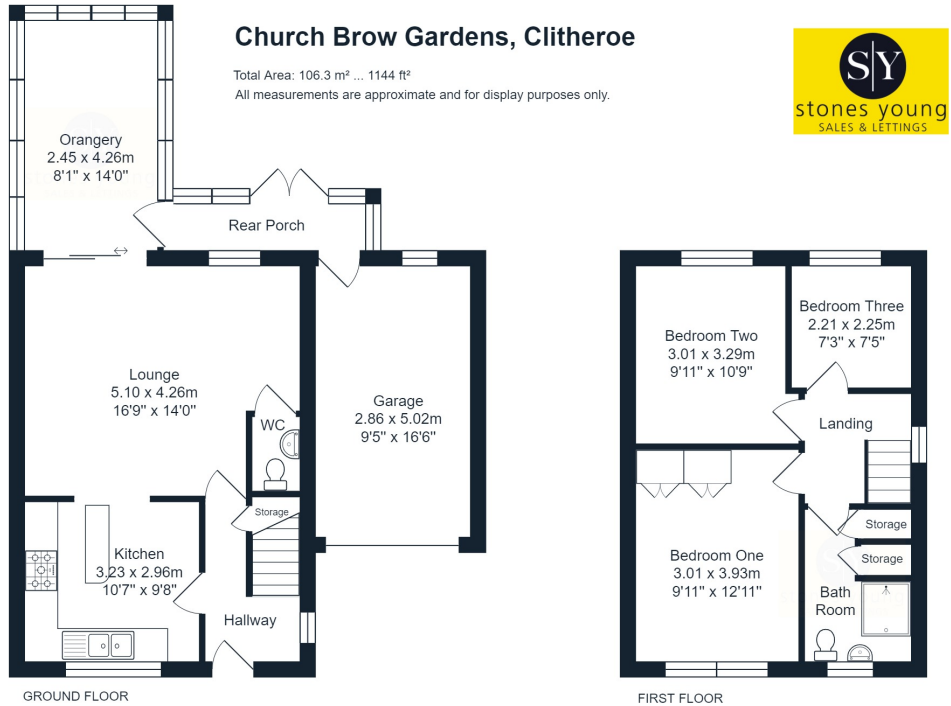 Church Brow Gardens, Clitheroe
Total Area: 106.3 m² ... 1144 ft²
All measurements are approximate and for display purposes only.
S|Y
stones young
SALES & LETTINGS
Orangery
2.45 x 4.26m
8'1" x 14'0"
Rear Porch
Lounge
5.10 x 4.26m
16'9" x 14'0"
WC
Garage
2.86 x 5.02m
9'5" x 16'6"
Storage
Kitchen
3.23 x 2.96m
10'7" x 9'8"
Hallway
GROUND FLOOR
Bedroom Two
3.01 x 3.29m
9'11" x 10'9"
Bedroom Three
2.21 x 2.25m
7'3" x 7'5"
Landing
Bedroom One
3.01 x 3.93m
9'11" x 12'11"
Storage
Storage
Bath
Room
FIRST FLOOR